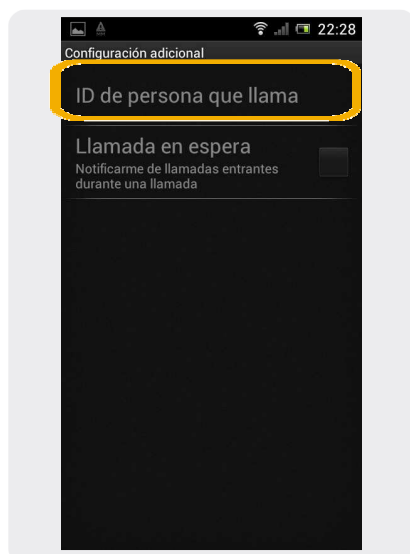 22:28
Configuración adicional
ID de persona que llama
Llamada en espera
Notificarme de llamadas entrantes
durante una llamada